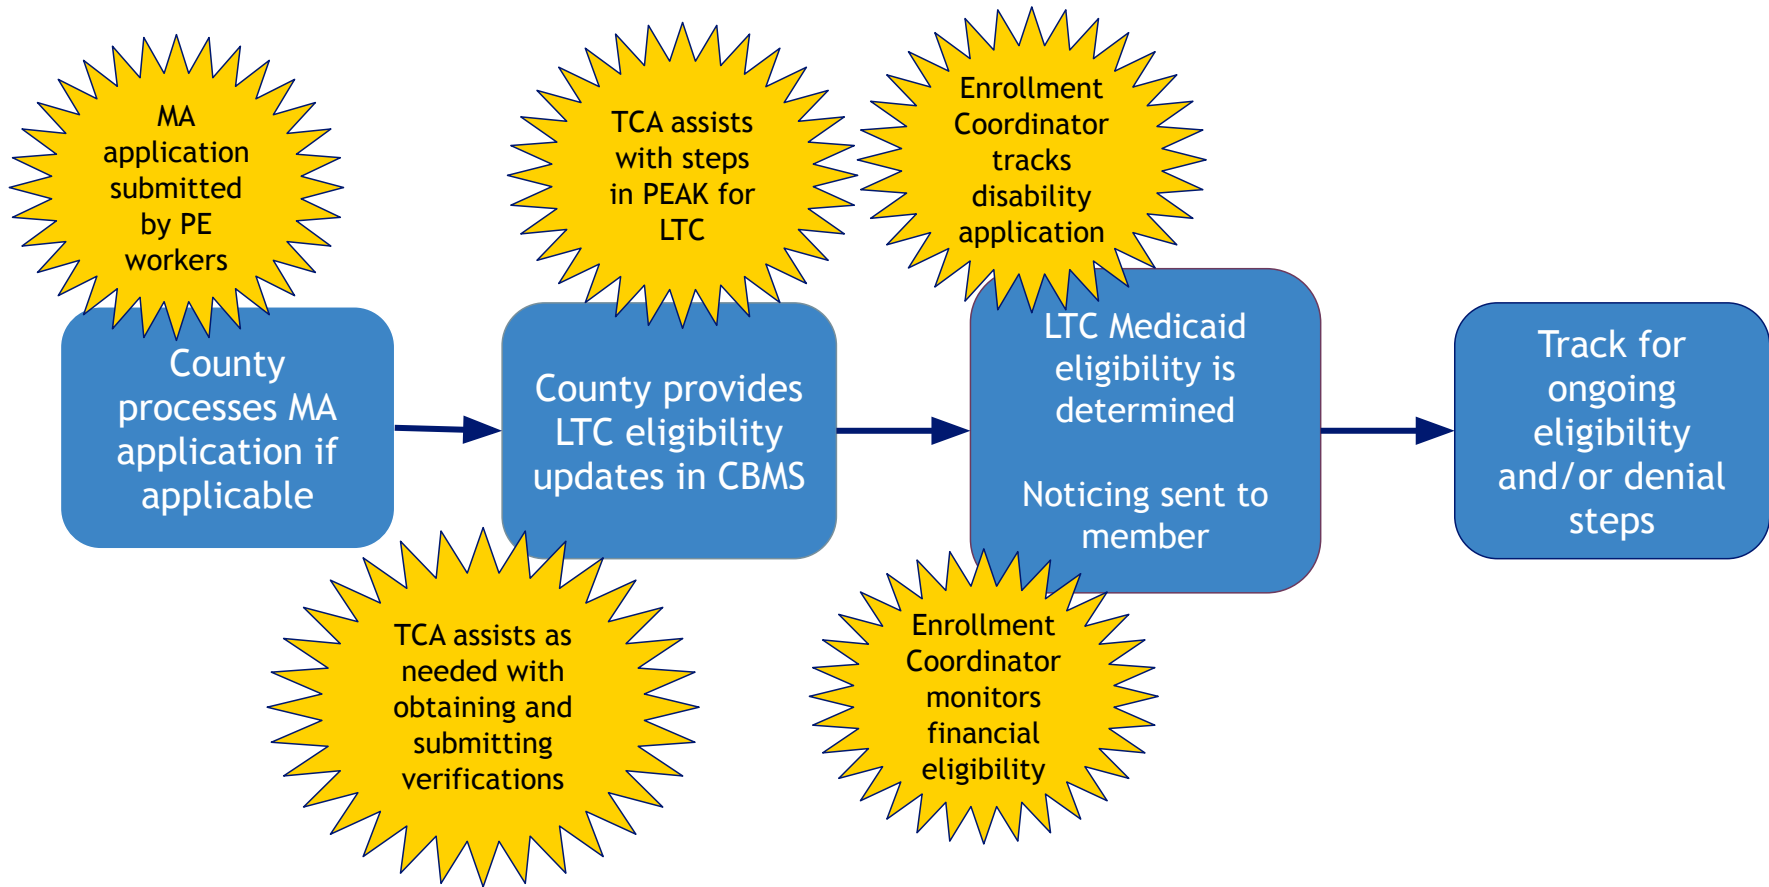 MA
application
submitted
by PE
workers
TCA assists
with steps
in PEAK for
LTC
Enrollment
Coordinator
tracks
disability
application
County
processes MA
application if
applicable
County provides
LTC eligibility
updates in CBMS
LTC Medicaid
eligibility is
determined
Noticing sent to
member
Track for
ongoing
eligibility
and/or denial
steps
TCA assists as
needed with
obtaining and
submitting
verifications
Enrollment
Coordinator
monitors
financial
eligibility